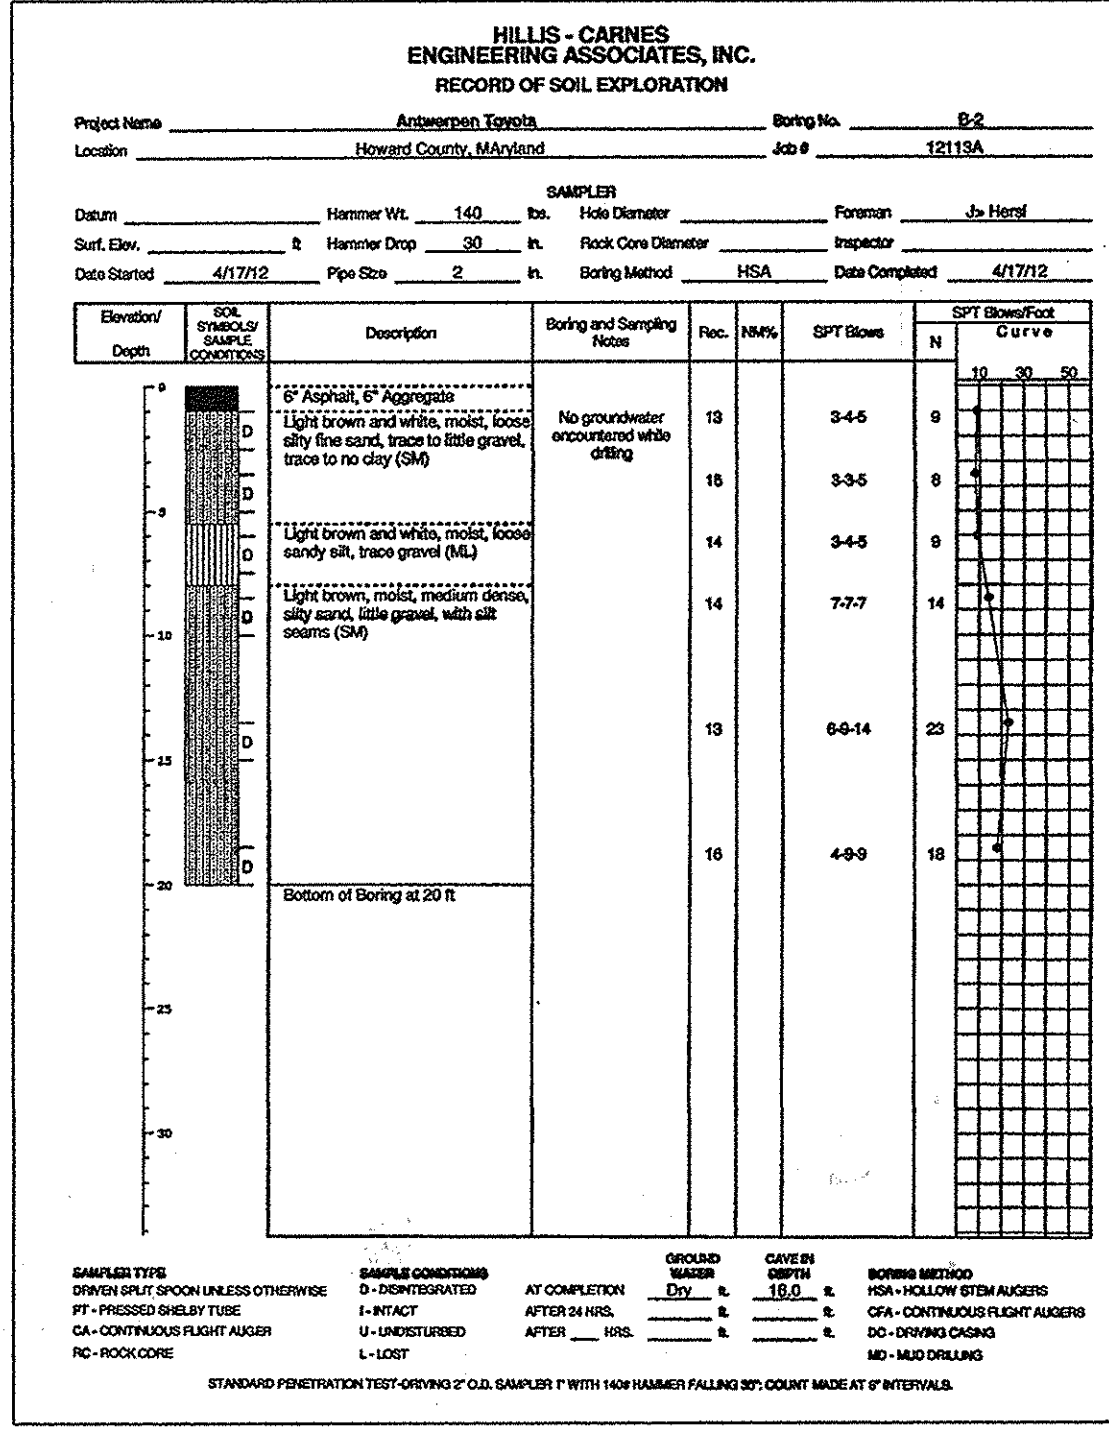 HILLIS - CARNES
ENGINEERING ASSOCIATES, INC.
RECORD OF SOIL EXPLORATION
Project Name Antwerpen Toyota Boring No. B-2
Location Howard County, MAryland Job # 12113A
SAMPLER
Datum Hammer Wt. 140 lbs. Hole Diameter Foreman
Surf. Elev. ft Hammer Drop 30 in. Rock Core Diameter Inspector
Date Started 4/17/12 Pipe Size 2 in. Boring Method HSA Date Completed 4/17/12
Elevation/ Depth
SOIL SYMBOLS/ SAMPLE CONDITIONS
Description
Boring and Sampling Notes
Rec. NM% SPT Blows
SPT Blows/Foot
N Curve
10 30 50
0
6" Asphalt, 6" Aggregate
Light brown and white, moist, loose No groundwater 13 3-4-5 9
D silty fine sand, trace to little gravel, encountered while
trace to no clay (SM) drilling
D 3-3-5 8
5
Light brown and white, moist, loose 14 3-4-5 9
D sandy silt, trace gravel (ML)
Light brown, moist, medium dense, 14 7-7-7 14
D silty sand, little gravel, with silt
10 seams (SM)
D 13 6-9-14 23
15
D 16 4-9-9 18
20
Bottom of Boring at 20 ft
25
30
SAMPLER TYPE
DRIVEN SPLIT SPOON UNLESS OTHERWISE
PT - PRESSED SHELBY TUBE
CA - CONTINUOUS FLIGHT AUGER
RC - ROCK CORE
SAMPLE CONDITIONS
D - DISINTEGRATED
I - INTACT
U - UNDISTURBED
L - LOST
GROUND WATER CAVE IN DEPTH
AT COMPLETION Dry ft. 16.0 ft.
AFTER 24 HRS. ft. ft.
AFTER HRS. ft. ft.
BORING METHOD
HSA - HOLLOW STEM AUGERS
CFA - CONTINUOUS FLIGHT AUGERS
DC - DRIVING CASING
MD - MUD DRILLING
STANDARD PENETRATION TEST-DRIVING 2" O.D. SAMPLER 1' WITH 140# HAMMER FALLING 30": COUNT MADE AT 6" INTERVALS.